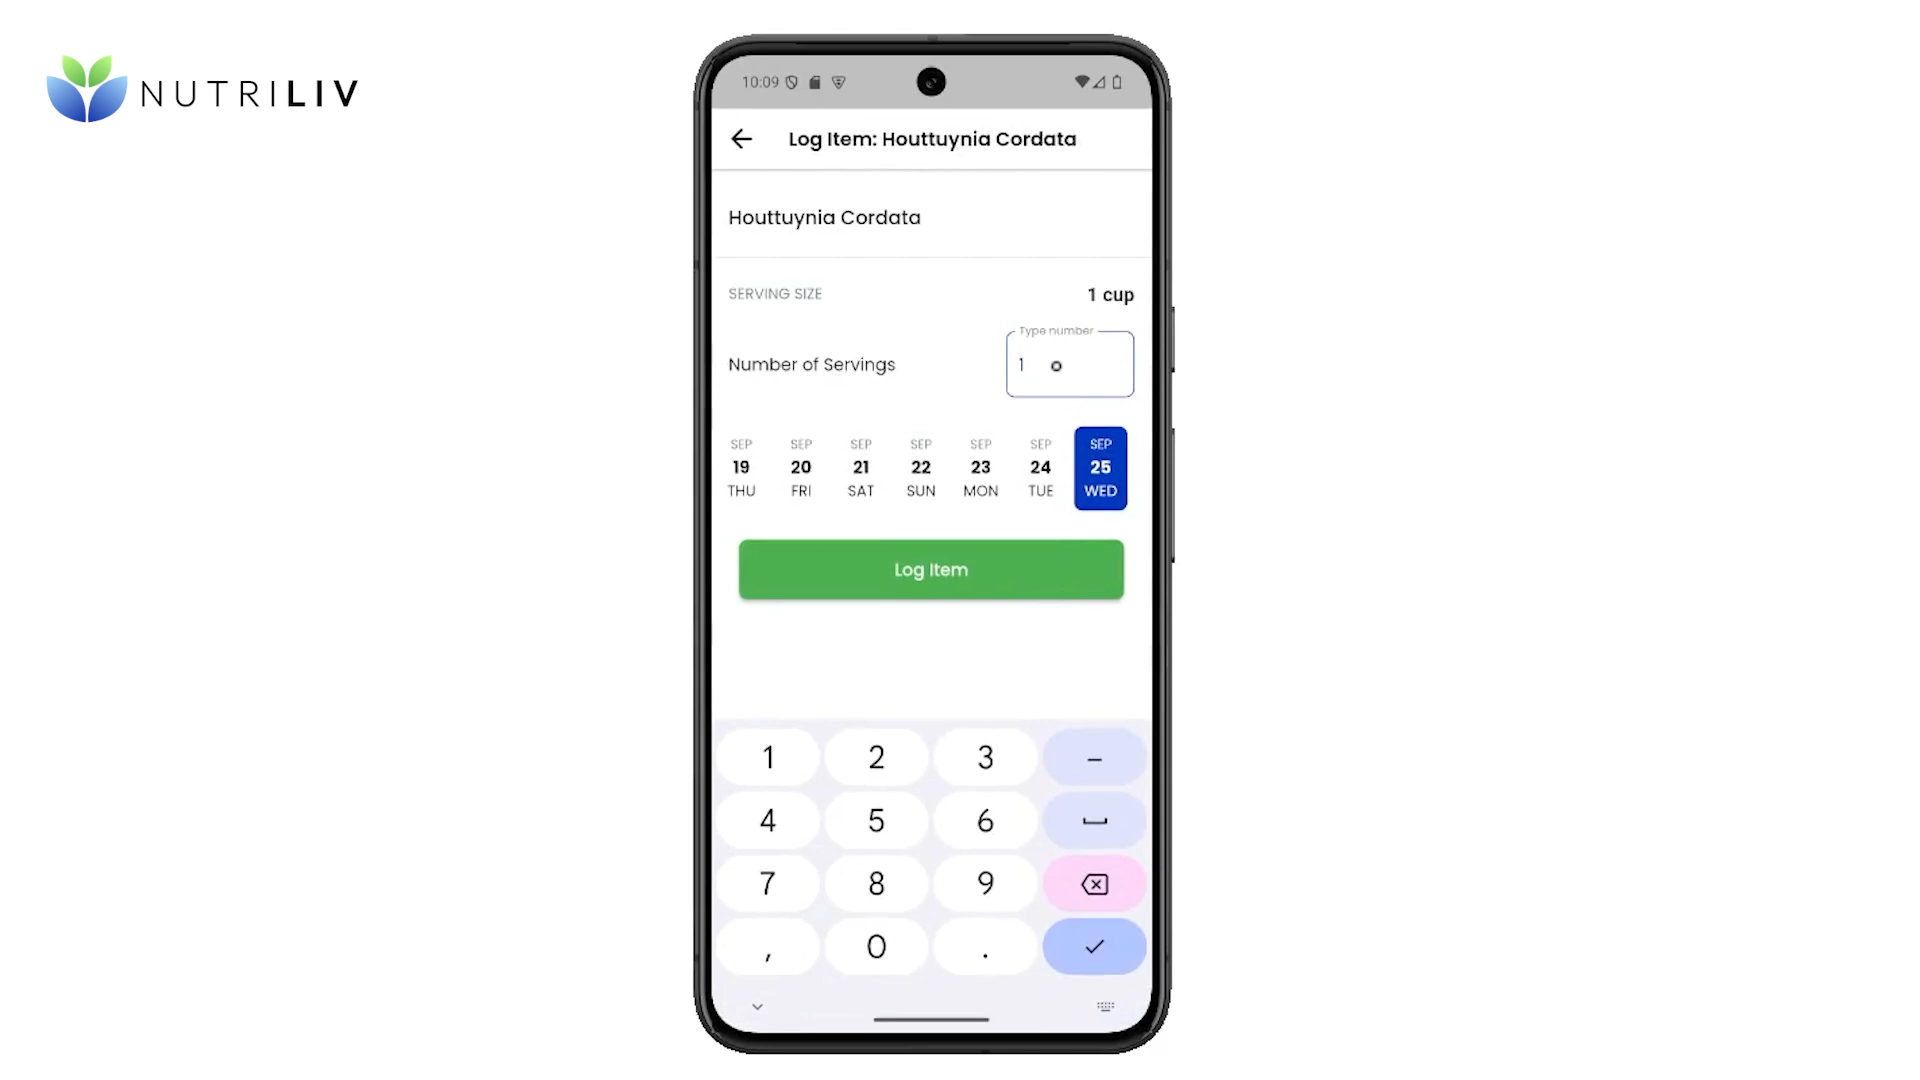 NUTRILIV
10:09
Log Item: Houttuynia Cordata
Houttuynia Cordata
SERVING SIZE
1 cup
Type number
Number of Servings
1
SEP SEP SEP SEP SEP SEP SEP
19 20 21 22 23 24 25
THU FRI SAT SUN MON TUE WED
Log Item
1 2 3 –
4 5 6
7 8 9
, 0 .